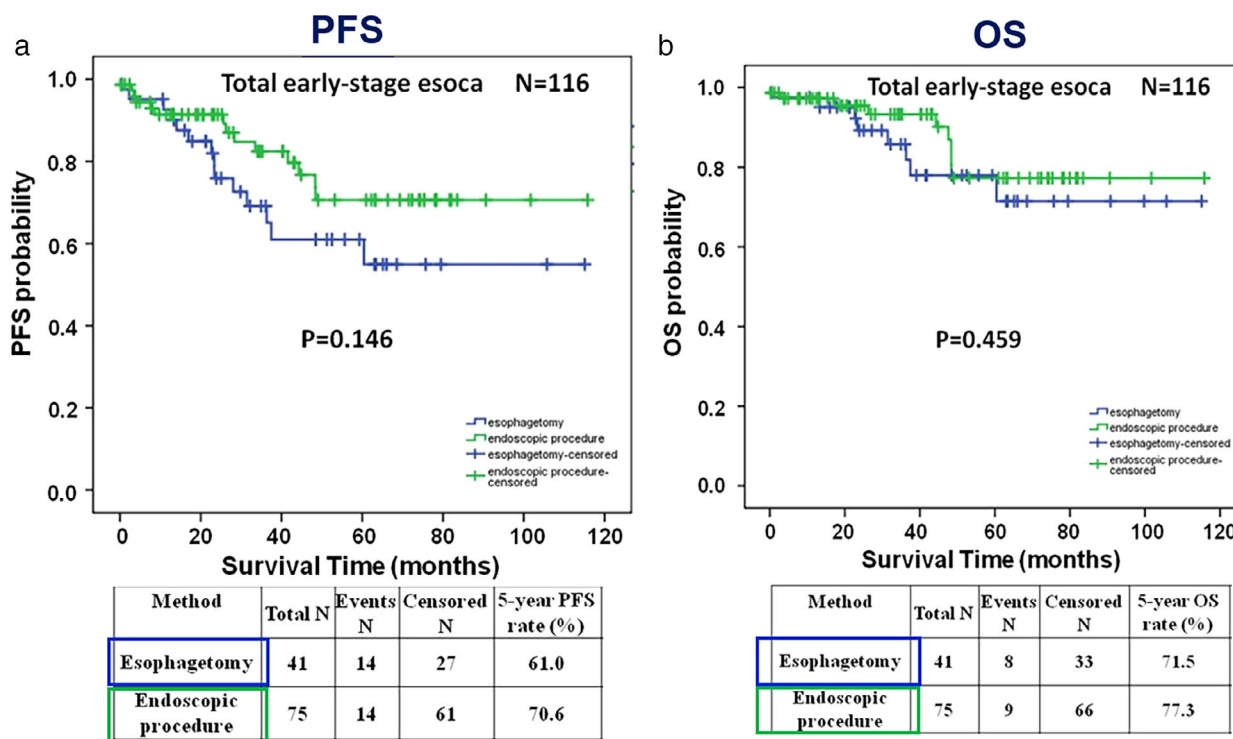 a
PFS
Total early-stage esoca N=116
PFS probability
1.0
0.8
0.6
0.4
0.2
0.0
P=0.146
esophagetomy
endoscopic procedure
esophagetomy-censored
endoscopic procedure-
censored
0 20 40 60 80 100 120
Survival Time (months)
Method Total N Events N Censored N 5-year PFS rate (%)
Esophagetomy 41 14 27 61.0
Endoscopic procedure 75 14 61 70.6
b
OS
Total early-stage esoca N=116
OS probability
1.0
0.8
0.6
0.4
0.2
0.0
P=0.459
esophagetomy
endoscopic procedure
esophagetomy-censored
endoscopic procedure-
censored
0 20 40 60 80 100 120
Survival Time (months)
Method Total N Events N Censored N 5-year OS rate (%)
Esophagetomy 41 8 33 71.5
Endoscopic procedure 75 9 66 77.3